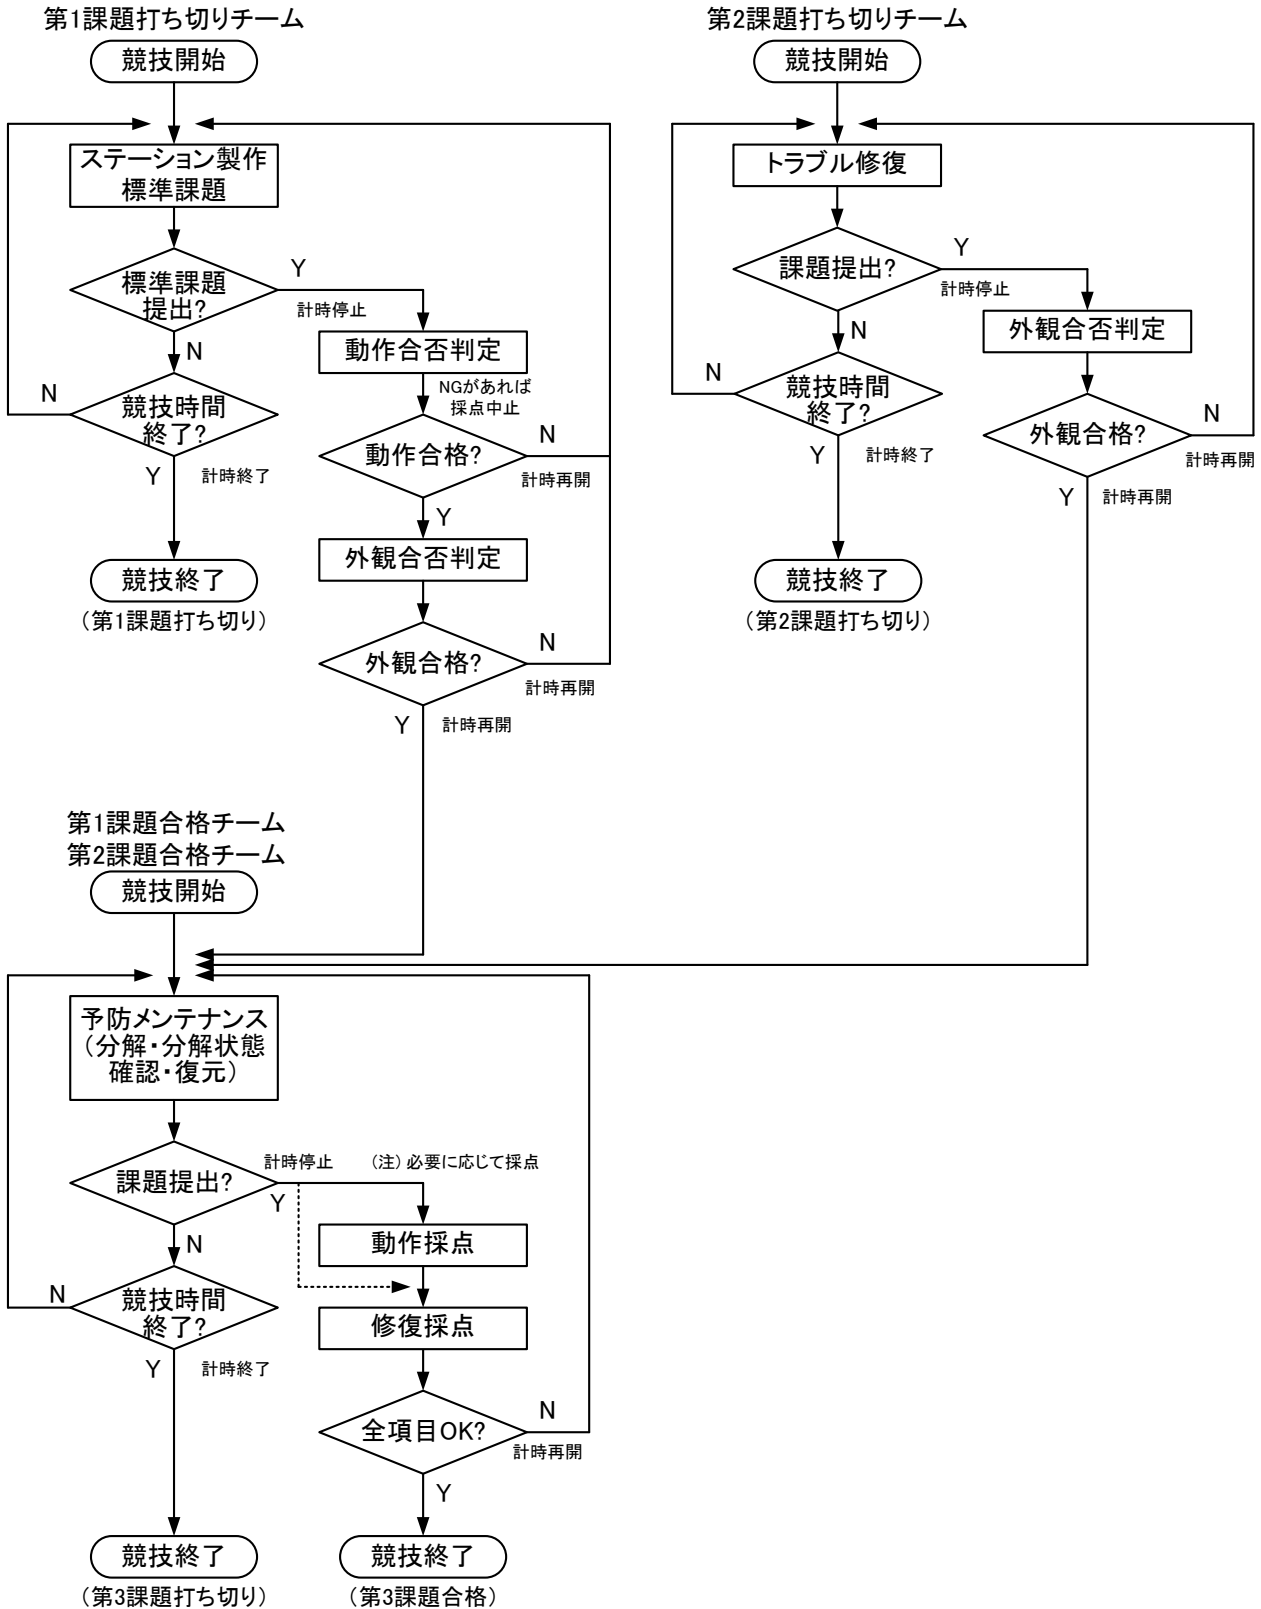 第1課題打ち切りチーム
競技開始
ステーション製作
標準課題
標準課題
提出?
Y
計時停止
N
動作合否判定
NGがあれば
採点中止
競技時間
終了?
N
Y
計時終了
動作合格?
N
計時再開
Y
外観合否判定
競技終了
（第1課題打ち切り）
外観合格?
N
計時再開
Y
計時再開
第2課題打ち切りチーム
競技開始
トラブル修復
課題提出?
Y
計時停止
N
外観合否判定
競技時間
終了?
N
Y
計時終了
外観合格?
N
計時再開
Y
計時再開
競技終了
（第2課題打ち切り）
第1課題合格チーム
第2課題合格チーム
競技開始
予防メンテナンス
（分解・分解状態
確認・復元）
課題提出?
計時停止
（注）必要に応じて採点
Y
N
動作採点
競技時間
終了?
N
Y
計時終了
修復採点
全項目OK?
N
計時再開
Y
競技終了
（第3課題打ち切り）
競技終了
（第3課題合格）